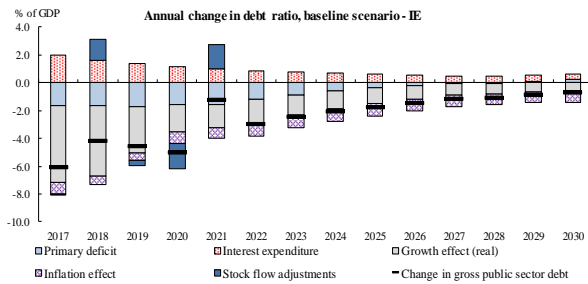 % of GDP
Annual change in debt ratio, baseline scenario - IE
4.0
2.0
0.0
-2.0
-4.0
-6.0
-8.0
-10.0
2017 2018 2019 2020 2021 2022 2023 2024 2025 2026 2027 2028 2029 2030
Primary deficit Interest expenditure Growth effect (real)
Inflation effect Stock flow adjustments Change in gross public sector debt